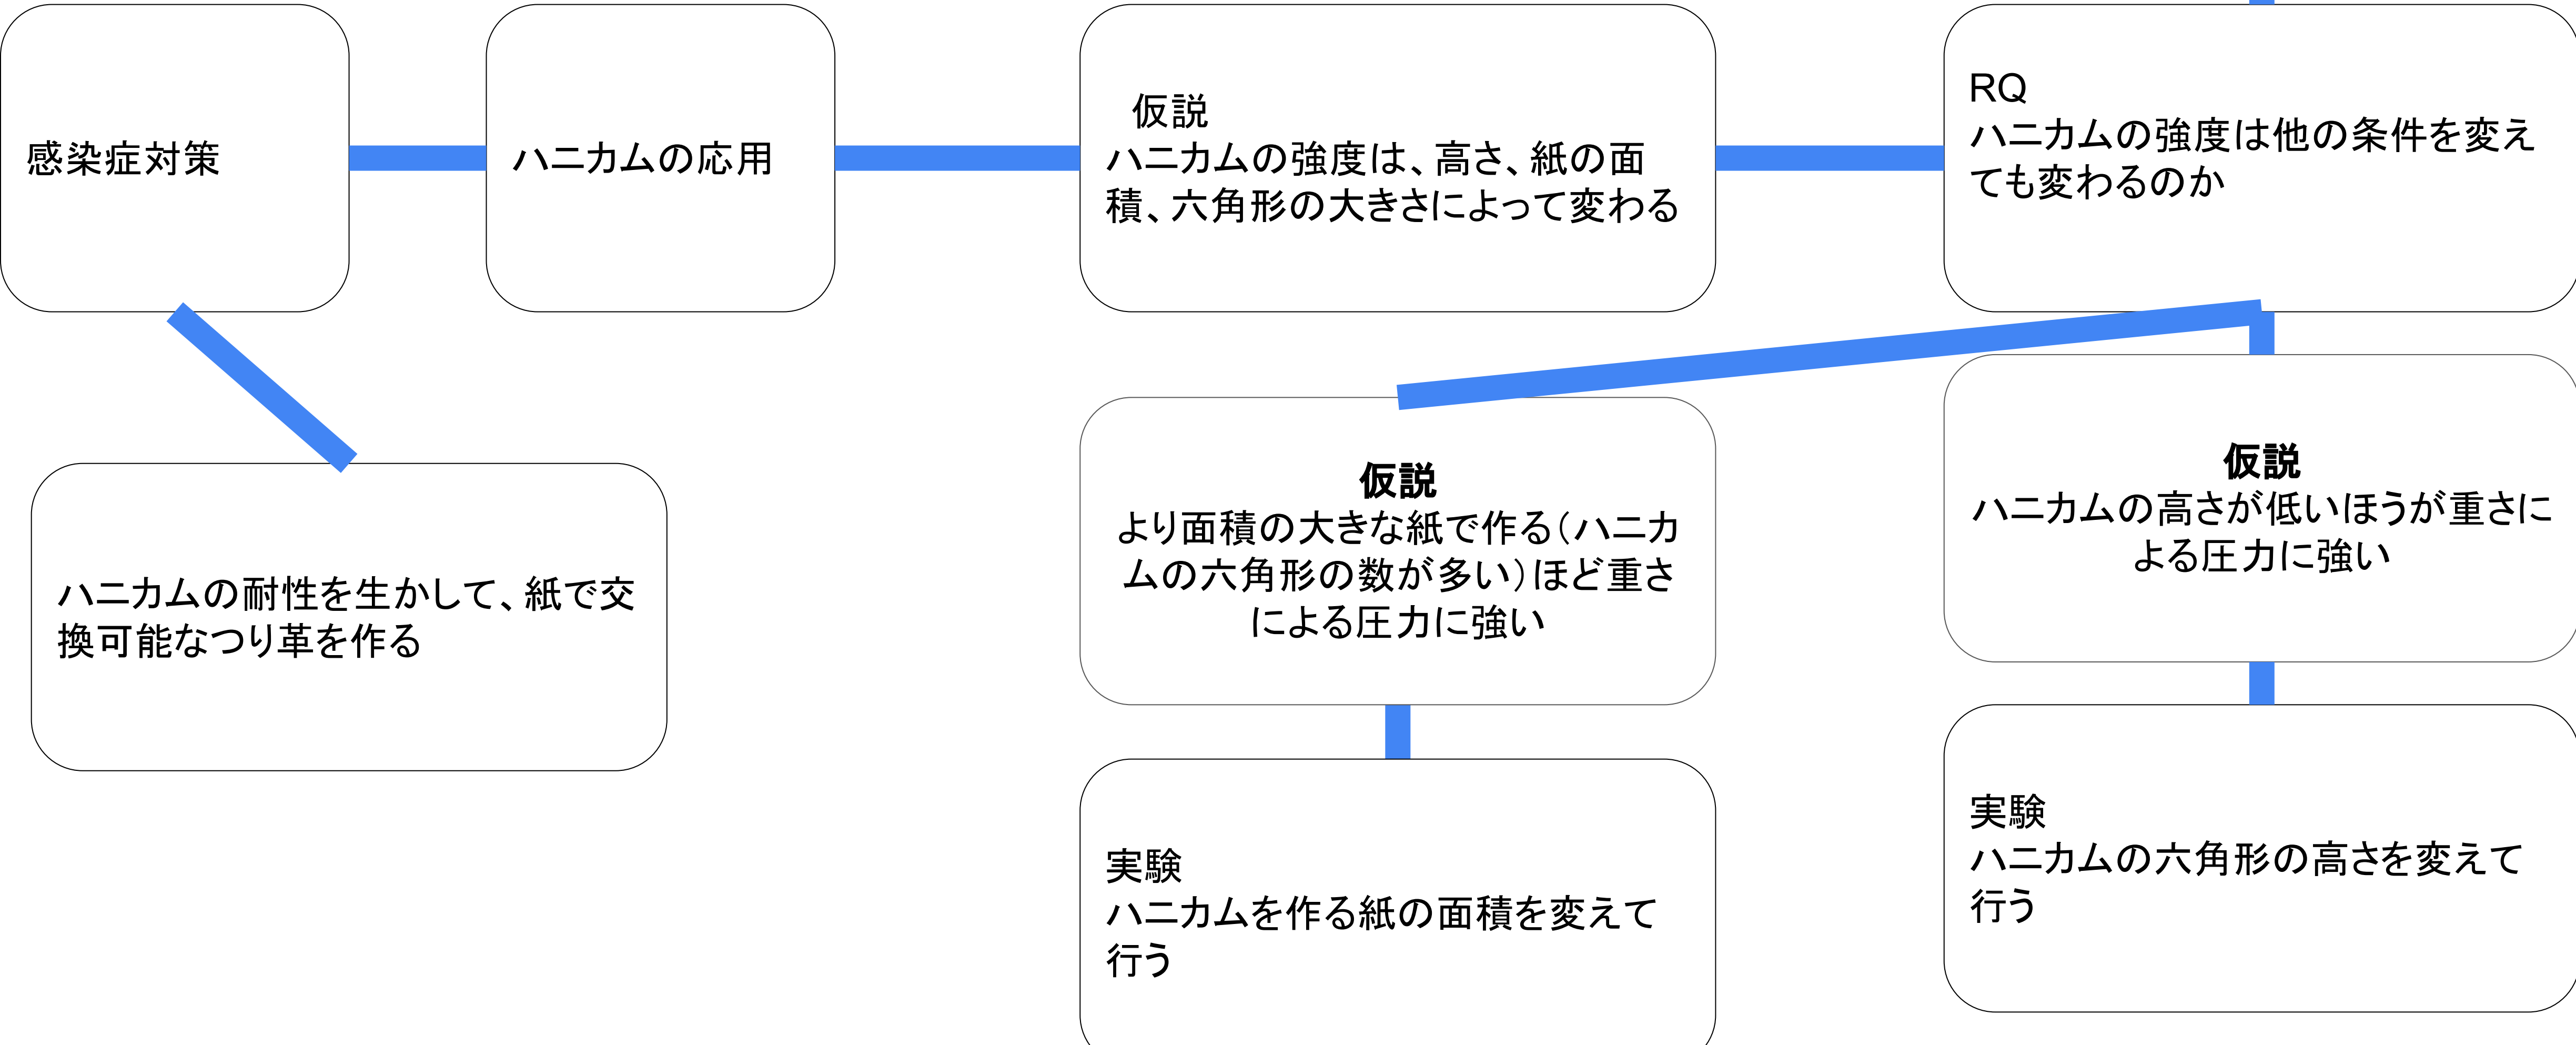 感染症対策
ハニカムの応用
仮説
ハニカムの強度は、高さ、紙の面
積、六角形の大きさによって変わる
RQ
ハニカムの強度は他の条件を変え
ても変わるのか
ハニカムの耐性を生かして、紙で交
換可能なつり革を作る
仮説
より面積の大きな紙で作る（ハニカ
ムの六角形の数が多い）ほど重さ
による圧力に強い
仮説
ハニカムの高さが低いほうが重さに
よる圧力に強い
実験
ハニカムを作る紙の面積を変えて
行う
実験
ハニカムの六角形の高さを変えて
行う